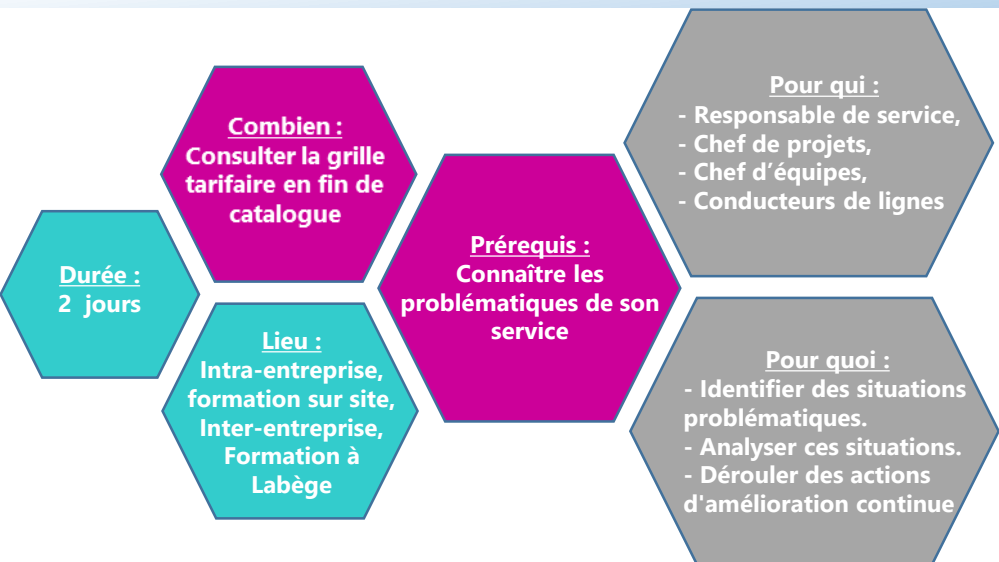 Durée :
2 jours
Combien :
Consulter la grille
tarifaire en fin de
catalogue
Lieu :
Intra-entreprise,
formation sur site,
Inter-entreprise,
Formation à
Labège
Prérequis :
Connaître les
problématiques de son
service
Pour qui :
- Responsable de service,
- Chef de projets,
- Chef d’équipes,
- Conducteurs de lignes
Pour quoi :
- Identifier des situations
problématiques.
- Analyser ces situations.
- Dérouler des actions
d'amélioration continue